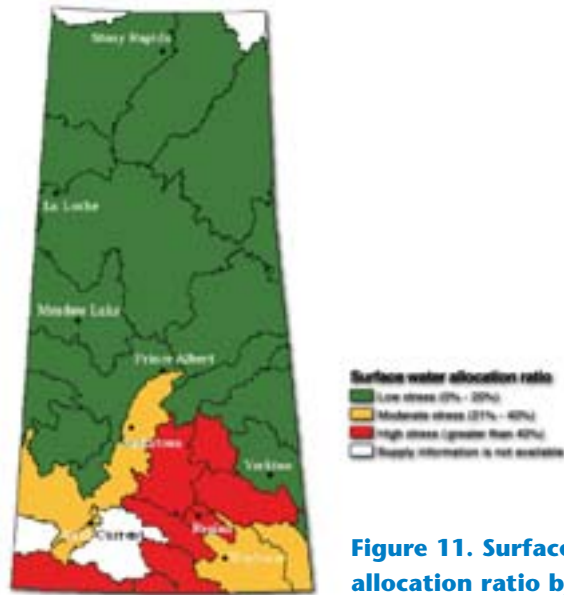 Stony Rapids
La Loche
Meadow Lake
Prince Albert
Saskatoon
Yorkton
Current
Regina
Surface water allocation ratio
Low stress (0% - 20%)
Moderate stress (21% - 40%)
High stress (greater than 40%)
Supply information is not available
Figure 11. Surface
allocation ratio b